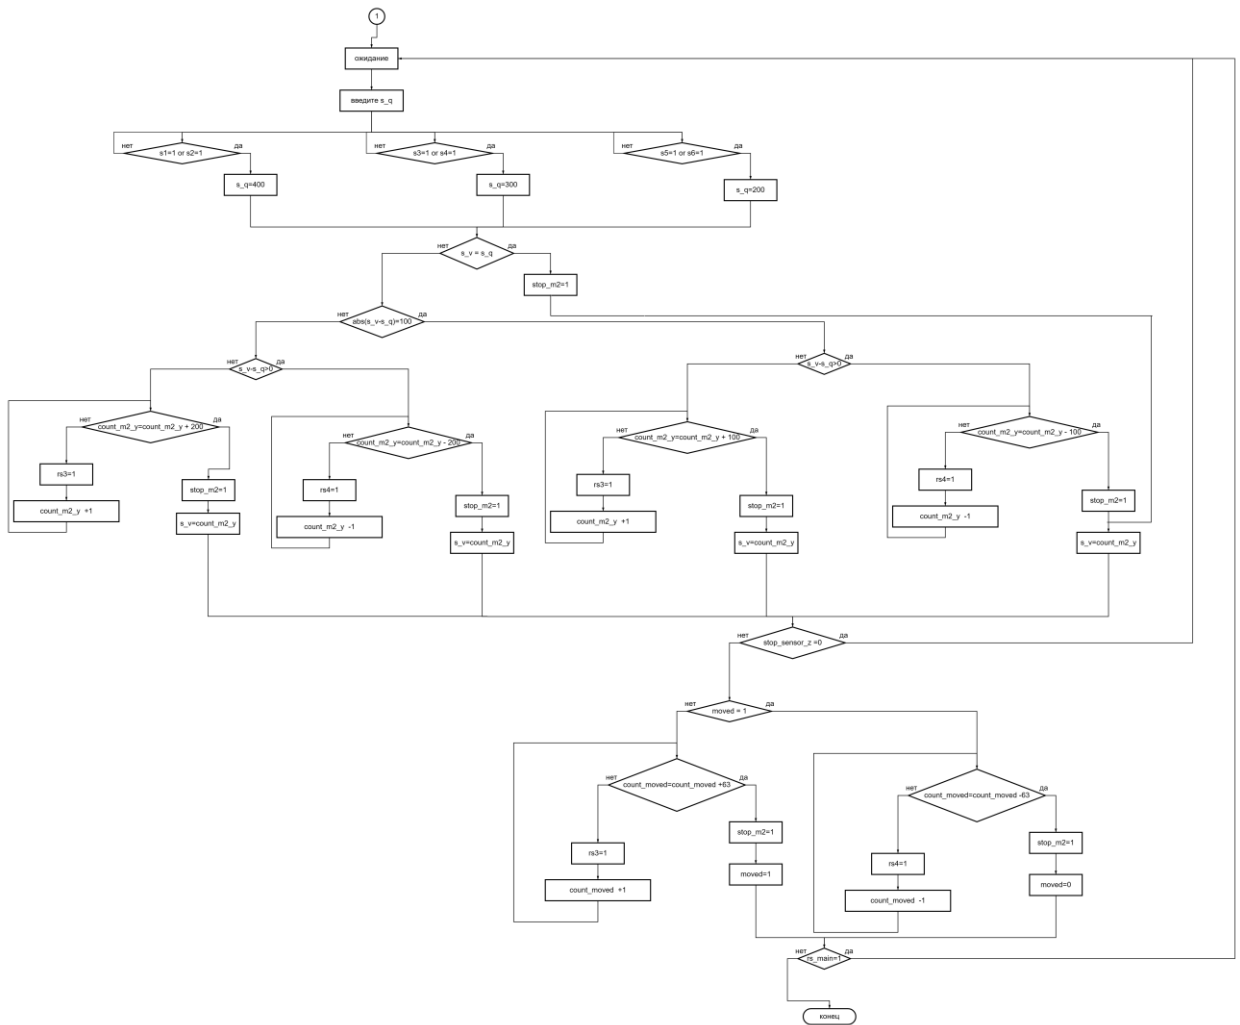 1
ожидание
введите s_q
нет
да
нет
да
нет
да
s1=1 or s2=1
s3=1 or s4=1
s5=1 or s6=1
s_q=400
s_q=300
s_q=200
нет
да
s_v = s_q
stop_m2=1
нет
да
abs(s_v-s_q)=100
нет
да
s_v-s_q>0
нет
да
s_v-s_q>0
нет
да
count_m2_y=count_m2_y + 200
нет
да
count_m2_y=count_m2_y - 200
нет
да
count_m2_y=count_m2_y + 100
нет
да
count_m2_y=count_m2_y - 100
rs3=1
stop_m2=1
count_m2_y +1
s_v=count_m2_y
rs4=1
stop_m2=1
count_m2_y -1
s_v=count_m2_y
rs3=1
stop_m2=1
count_m2_y +1
s_v=count_m2_y
rs4=1
stop_m2=1
count_m2_y -1
s_v=count_m2_y
нет
да
stop_sensor_z =0
нет
да
moved = 1
нет
да
count_moved=count_moved +63
нет
да
count_moved=count_moved -63
stop_m2=1
rs3=1
moved=1
count_moved +1
stop_m2=1
rs4=1
moved=0
count_moved -1
нет
да
rs_main=1
конец